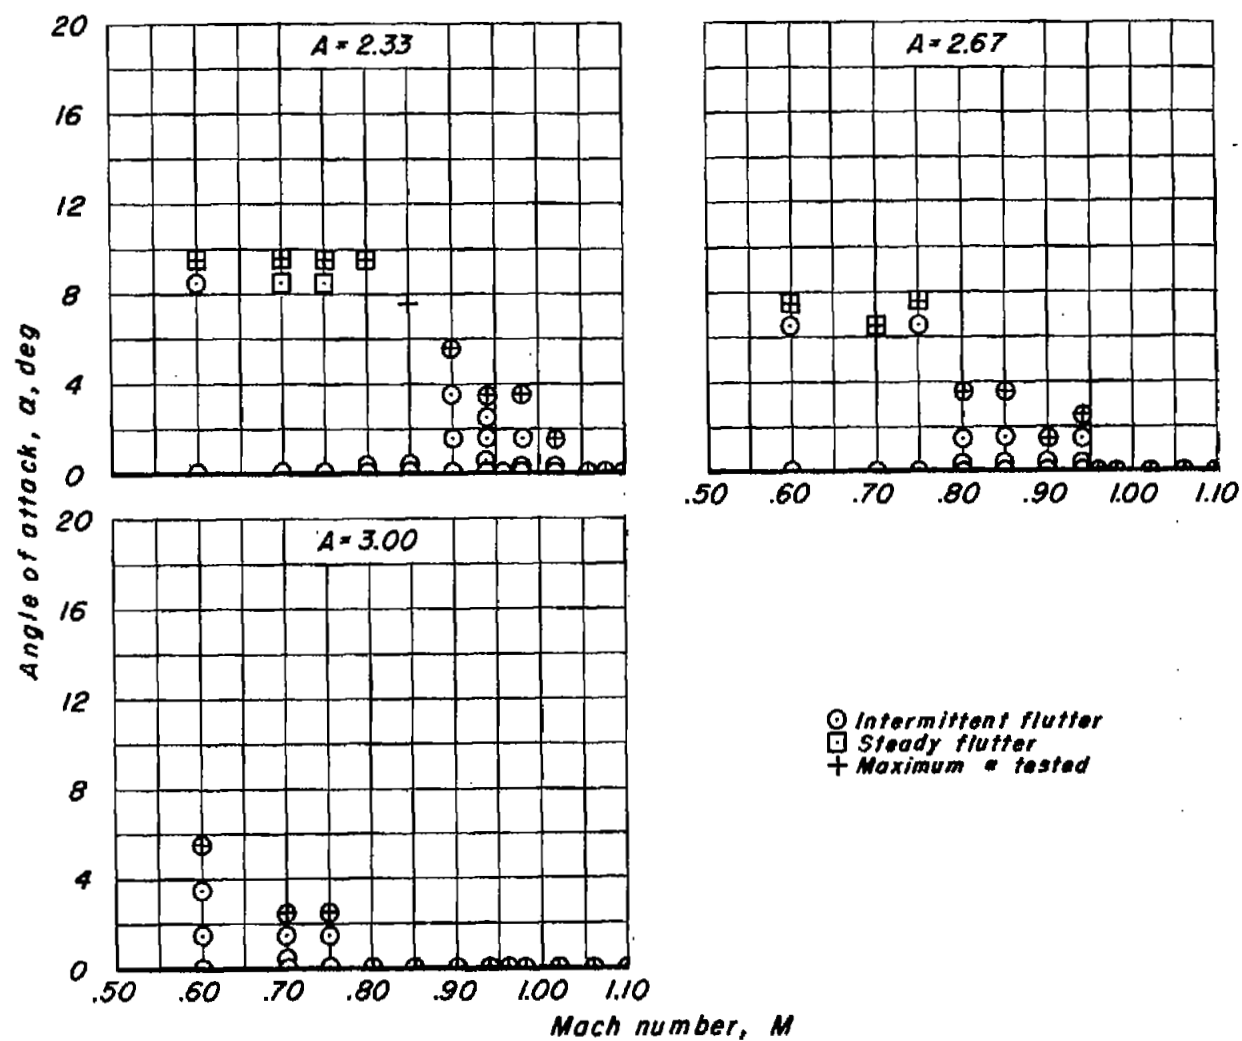 A = 2.33
20
16
12
8
4
0
A = 2.67
.50 .60 .70 .80 .90 1.00 1.10
A = 3.00
20
16
12
8
4
0
.50 .60 .70 .80 .90 1.00 1.10
Angle of attack, α, deg
Mach number, M
Intermittent flutter
Steady flutter
Maximum α tested